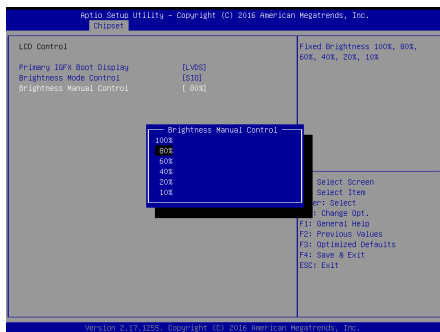 Aptio Setup Utility – Copyright (C) 2016 American Megatrends, Inc.
Chipset
LCD Control
Primary IGFX Boot Display [LVDS]
Brightness Mode Control [SIO]
Brightness Manual Control [ 80%]
Fixed Brightness 100%, 80%,
60%, 40%, 20%, 10%
Brightness Manual Control
100%
80%
60%
40%
20%
10%
Select Screen
Select Item
er: Select
: Change Opt.
F1: General Help
F2: Previous Values
F3: Optimized Defaults
F4: Save & Exit
ESC: Exit
Version 2.17.1255. Copyright (C) 2016 American Megatrends, Inc.